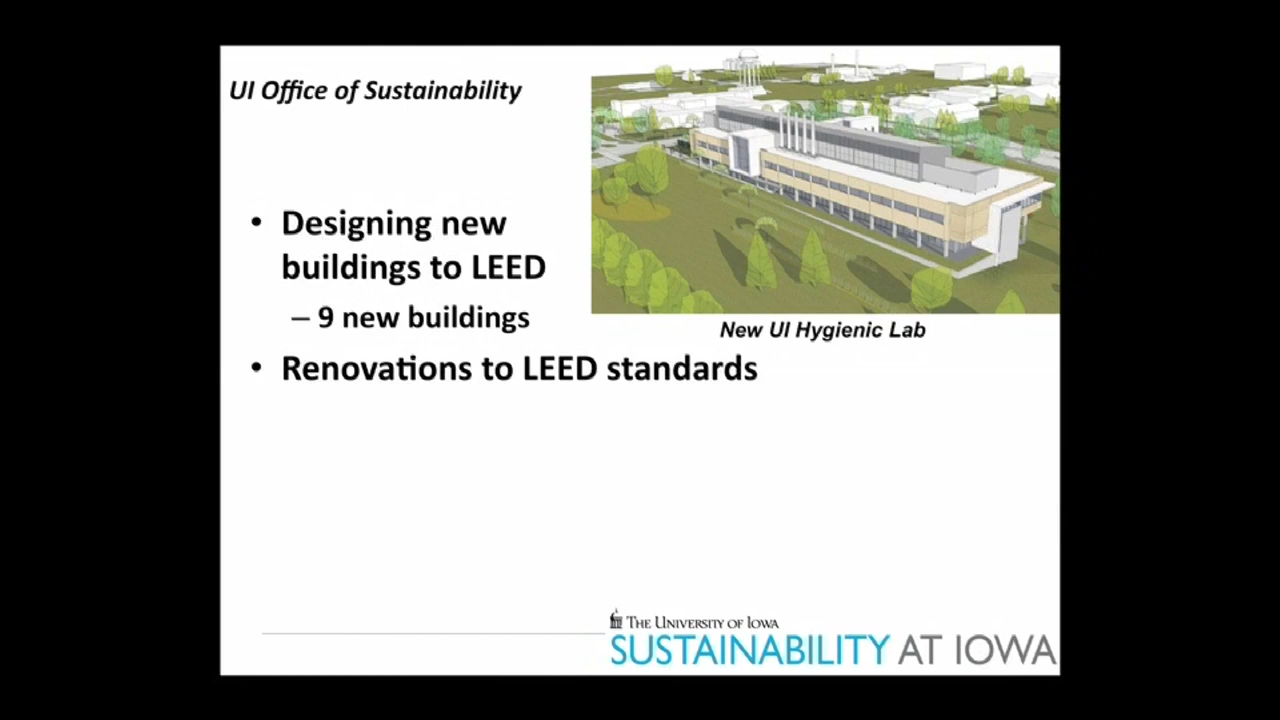 UI Office of Sustainability
• Designing new
buildings to LEED
– 9 new buildings
New UI Hygienic Lab
• Renovations to LEED standards
THE UNIVERSITY OF IOWA
SUSTAINABILITY AT IOWA